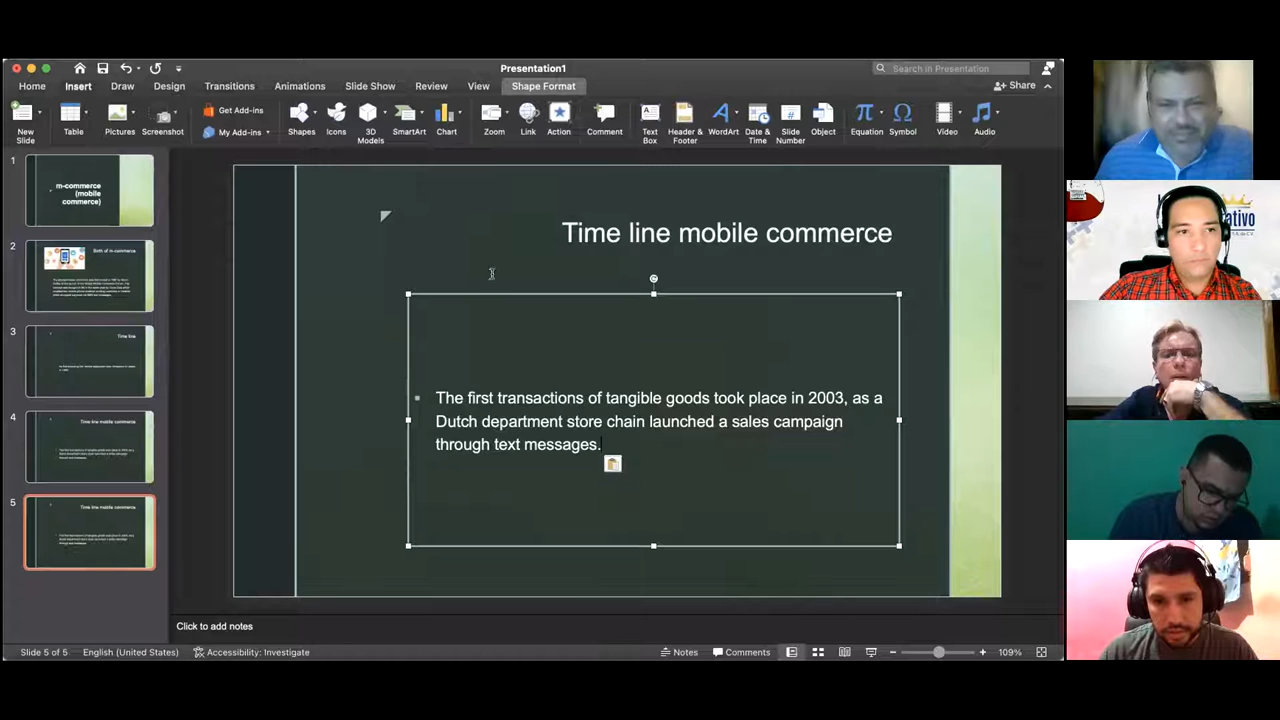 Presentation1
Search in Presentation
Home
Insert
Draw
Design
Transitions
Animations
Slide Show
Review
View
Shape Format
Share
New
Slide
Table
Pictures
Screenshot
Get Add-ins
My Add-ins
Shapes
Icons
3D
Models
SmartArt
Chart
Zoom
Link
Action
Comment
Text
Box
Header &
Footer
WordArt
Date &
Time
Slide
Number
Object
Equation
Symbol
Video
Audio
1
m-commerce
(mobile
commerce)
2
3
Time line
4
Time line mobile commerce
5
Time line mobile commerce
Time line mobile commerce
The first transactions of tangible goods took place in 2003, as a
Dutch department store chain launched a sales campaign
through text messages.
Click to add notes
Slide 5 of 5
English (United States)
Accessibility: Investigate
Notes
Comments
109%